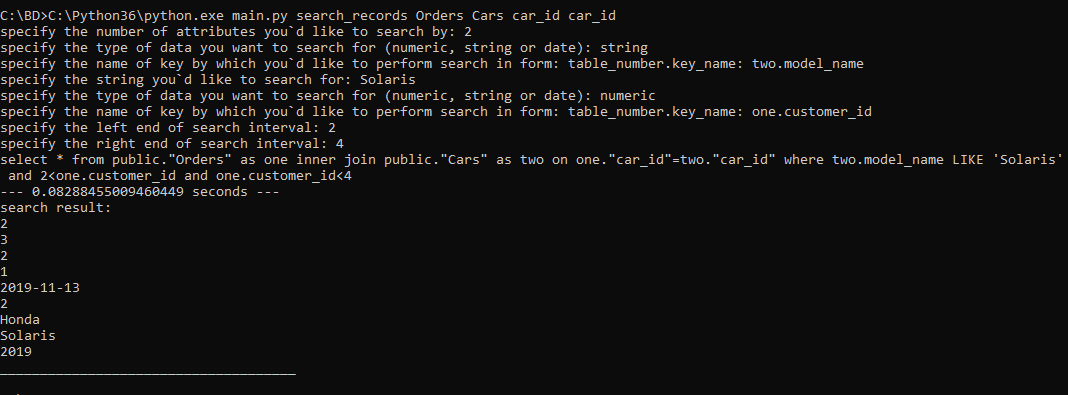 C:\BD>C:\Python36\python.exe main.py search_records Orders Cars car_id car_id
specify the number of attributes you`d like to search by: 2
specify the type of data you want to search for (numeric, string or date): string
specify the name of key by which you`d like to perform search in form: table_number.key_name: two.model_name
specify the string you`d like to search for: Solaris
specify the type of data you want to search for (numeric, string or date): numeric
specify the name of key by which you`d like to perform search in form: table_number.key_name: one.customer_id
specify the left end of search interval: 2
specify the right end of search interval: 4
select * from public."Orders" as one inner join public."Cars" as two on one."car_id"=two."car_id" where two.model_name LIKE 'Solaris'
 and 2<one.customer_id and one.customer_id<4
--- 0.08288455009460449 seconds ---
search result:
2
3
2
1
2019-11-13
2
Honda
Solaris
2019
_____________________________________